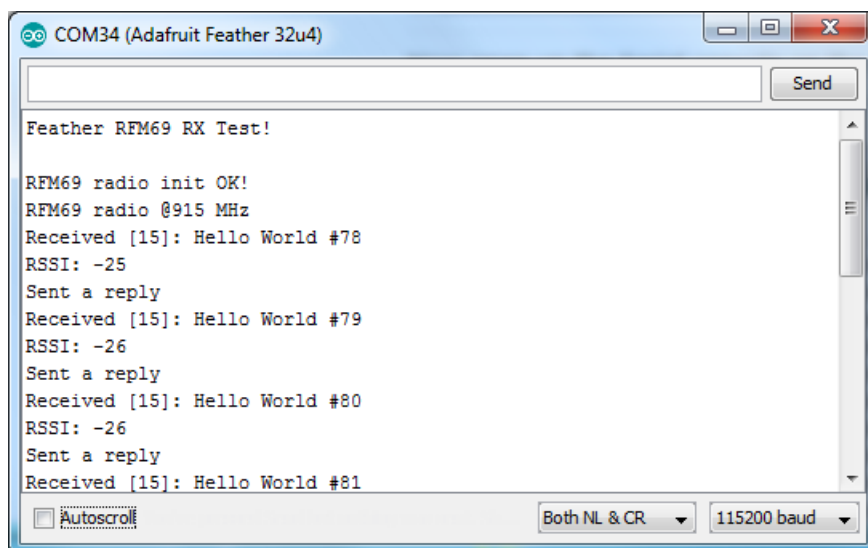 COM34 (Adafruit Feather 32u4)
Send
Feather RFM69 RX Test!
RFM69 radio init OK!
RFM69 radio @915 MHz
Received [15]: Hello World #78
RSSI: -25
Sent a reply
Received [15]: Hello World #79
RSSI: -26
Sent a reply
Received [15]: Hello World #80
RSSI: -26
Sent a reply
Received [15]: Hello World #81
Autoscroll Both NL & CR 115200 baud